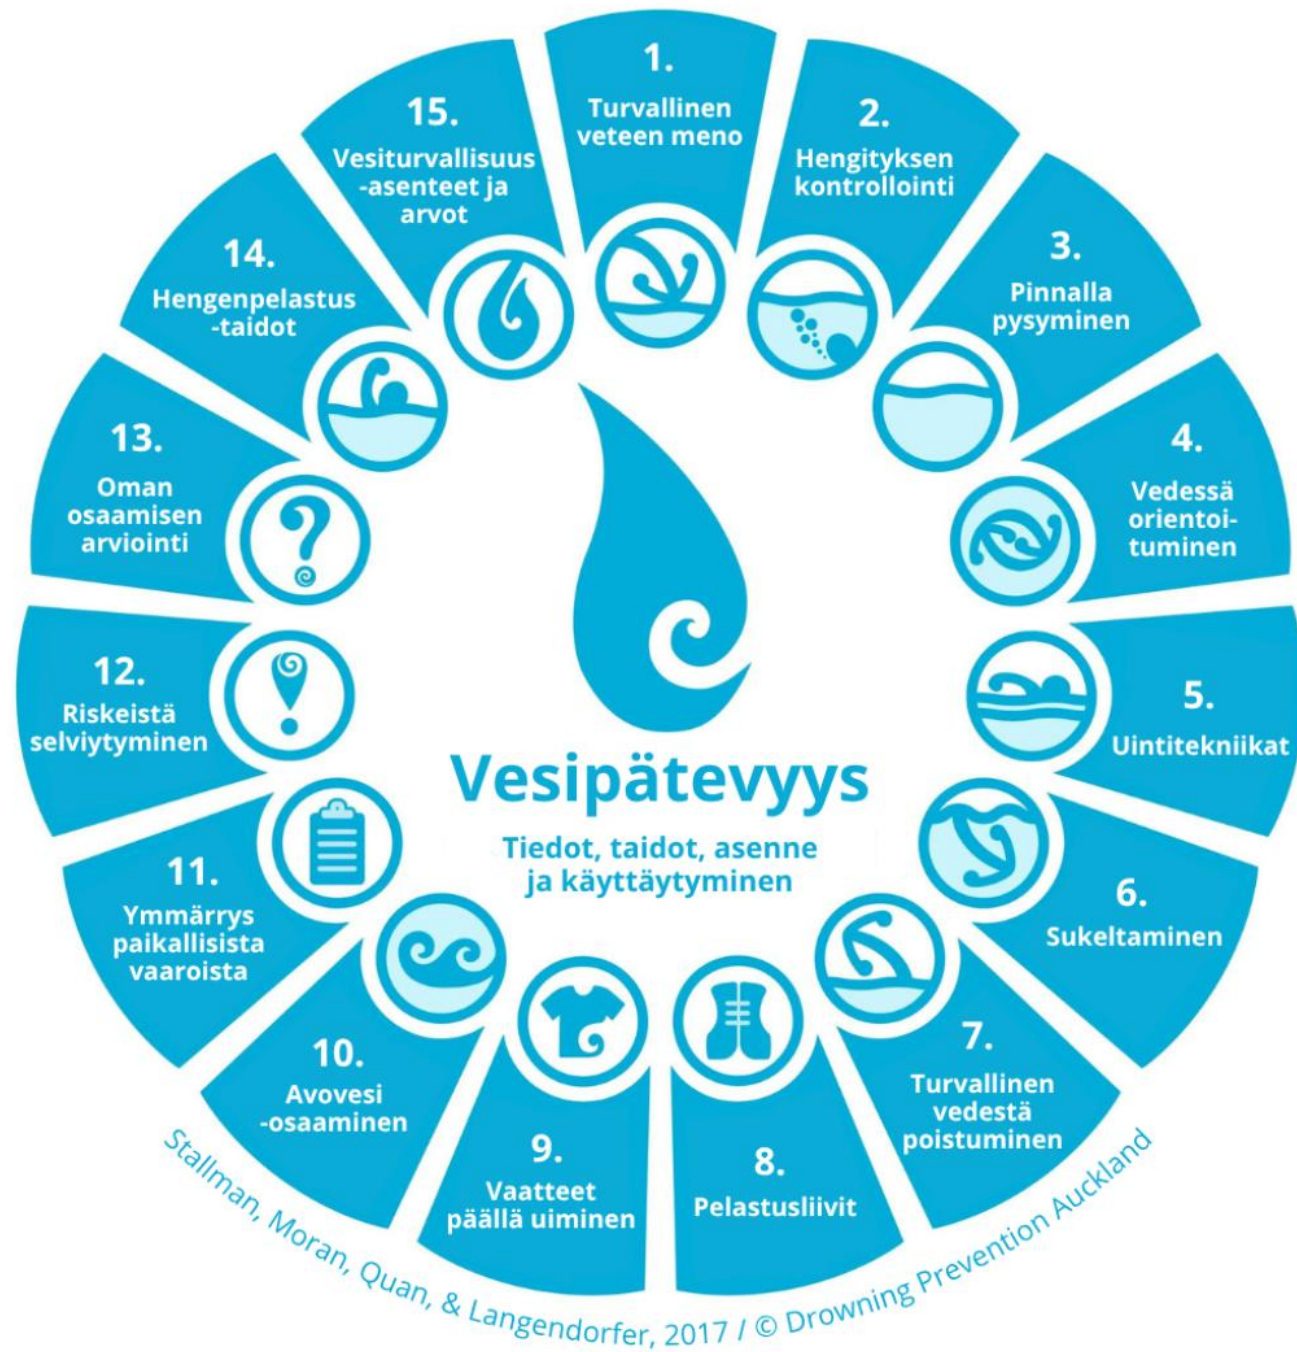 1.
Turvallinen
veteen meno
2.
Hengityksen
kontrollointi
3.
Pinnalla
pysyminen
4.
Vedessä
orientoi-
tuminen
5.
Uintitekniikat
6.
Sukeltaminen
7.
Turvallinen
vedestä
poistuminen
8.
Pelastusliivit
9.
Vaatteet
päällä uiminen
10.
Avovesi
-osaaminen
11.
Ymmärrys
paikallisista
vaaroista
12.
Riskeistä
selviytyminen
13.
Oman
osaamisen
arviointi
14.
Hengenpelastus
-taidot
15.
Vesiturvallisuus
-asenteet ja
arvot
Vesipätevyys
Tiedot, taidot, asenne
ja käyttäytyminen
Stallman, Moran, Quan, & Langendorfer, 2017 / © Drowning Prevention Auckland